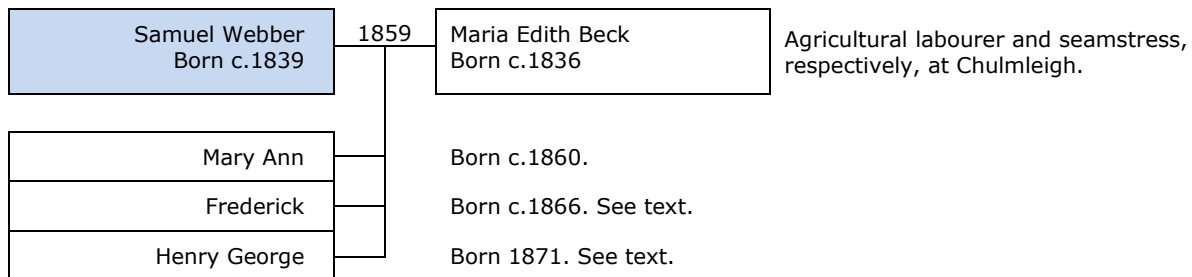 Samuel Webber
Born c.1839
1859
Maria Edith Beck
Born c.1836
Agricultural labourer and seamstress,
respectively, at Chulmleigh.
Mary Ann
Born c.1860.
Frederick
Born c.1866. See text.
Henry George
Born 1871. See text.